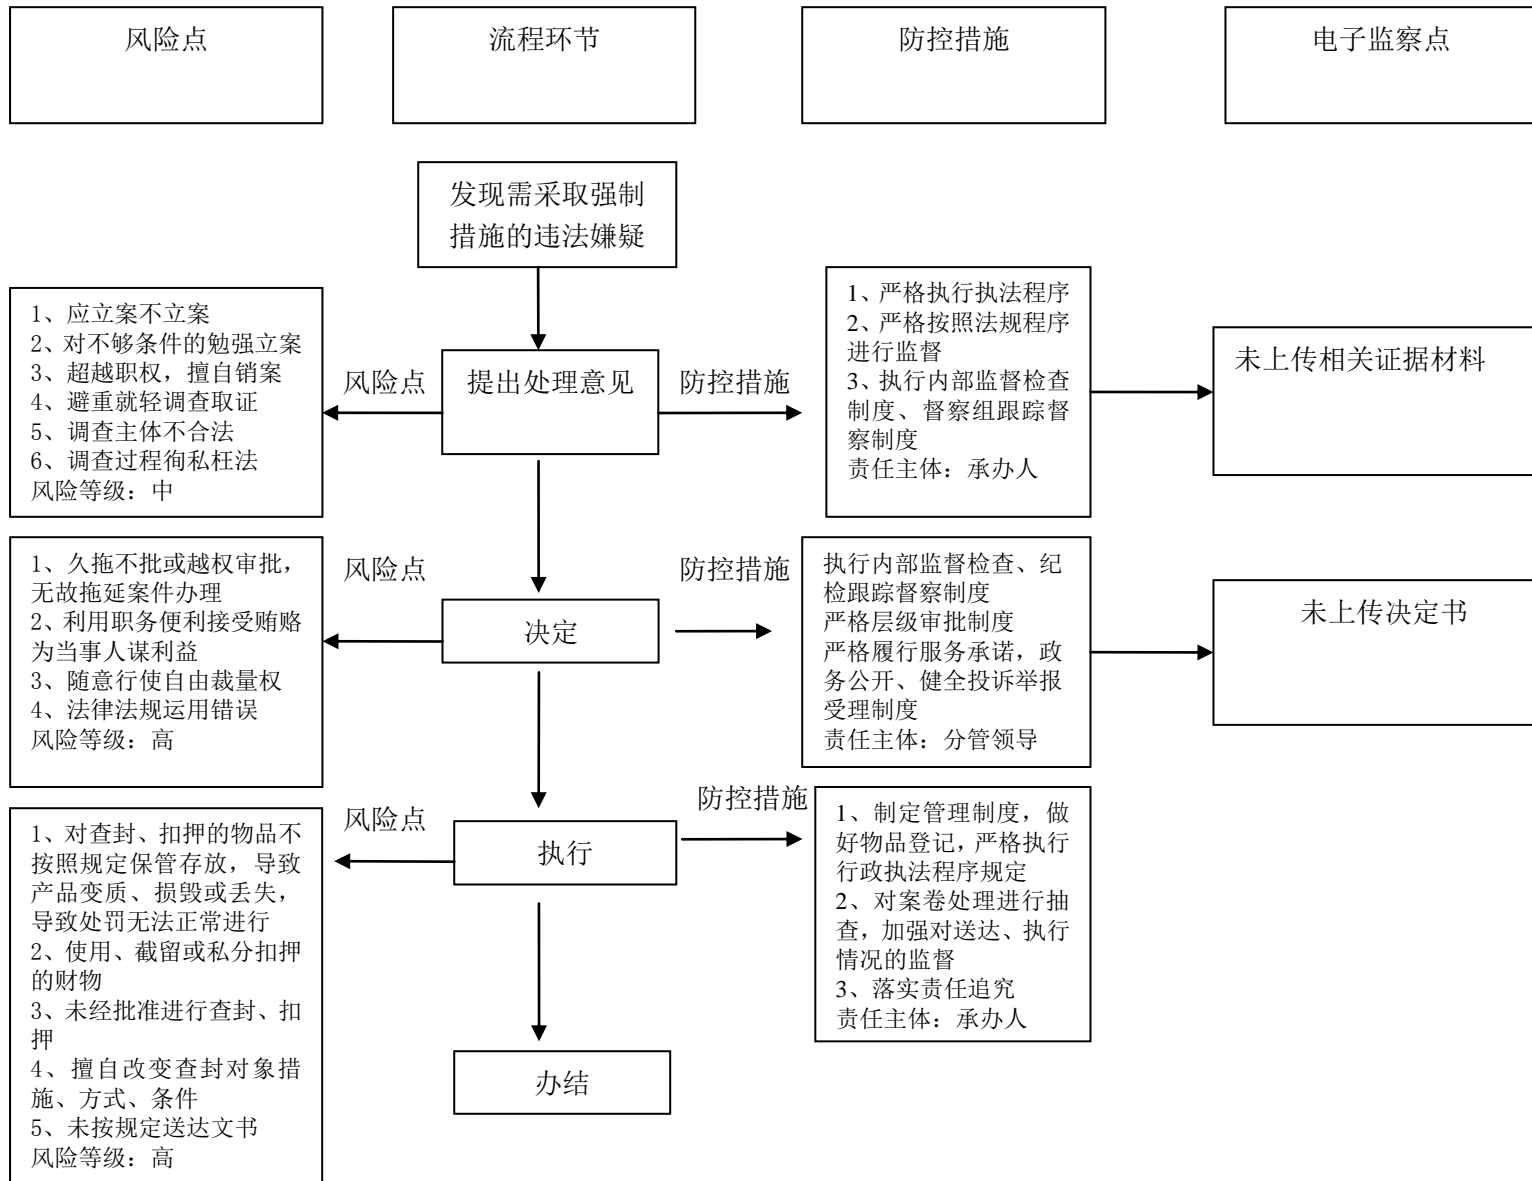 风险点
流程环节
防控措施
电子监察点
发现需采取强制
措施的违法嫌疑
1、应立案不立案
2、对不够条件的勉强立案
3、超越职权，擅自销案
4、避重就轻调查取证
5、调查主体不合法
6、调查过程徇私枉法
风险等级：中
风险点
提出处理意见
防控措施
1、严格执行执法程序
2、严格按照法规程序
进行监督
3、执行内部监督检查
制度、督察组跟踪督
察制度
责任主体：承办人
未上传相关证据材料
1、久拖不批或越权审批，
无故拖延案件办理
2、利用职务便利接受贿赂
为当事人谋利益
3、随意行使自由裁量权
4、法律法规运用错误
风险等级：高
风险点
决定
防控措施
执行内部监督检查、纪
检跟踪督察制度
严格层级审批制度
严格履行服务承诺，政
务公开、健全投诉举报
受理制度
责任主体：分管领导
未上传决定书
1、对查封、扣押的物品不
按照规定保管存放，导致
产品变质、损毁或丢失，
导致处罚无法正常进行
2、使用、截留或私分扣押
的财物
3、未经批准进行查封、扣
押
4、擅自改变查封对象措
施、方式、条件
5、未按规定送达文书
风险等级：高
风险点
执行
防控措施
1、制定管理制度，做
好物品登记，严格执行
行政执法程序规定
2、对案卷处理进行抽
查，加强对送达、执行
情况的监督
3、落实责任追究
责任主体：承办人
办结